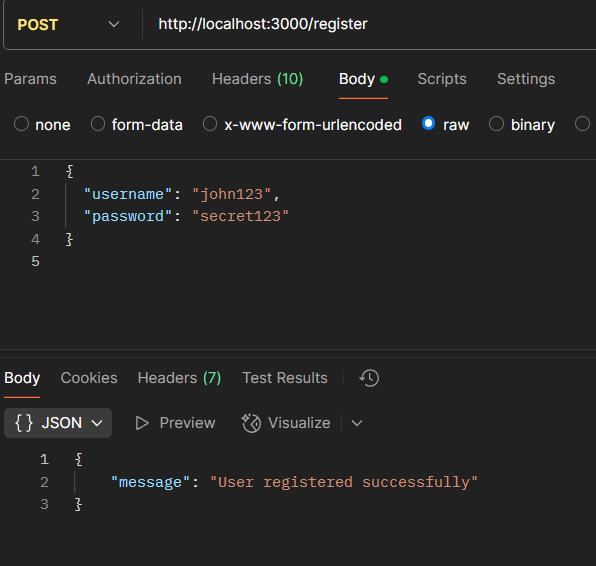 POST http://localhost:3000/register
Params Authorization Headers (10) Body Scripts Settings
none form-data x-www-form-urlencoded raw binary
1 {
2 "username": "john123",
3 "password": "secret123"
4 }
5
Body Cookies Headers (7) Test Results
{} JSON Preview Visualize
1 {
2 "message": "User registered successfully"
3 }